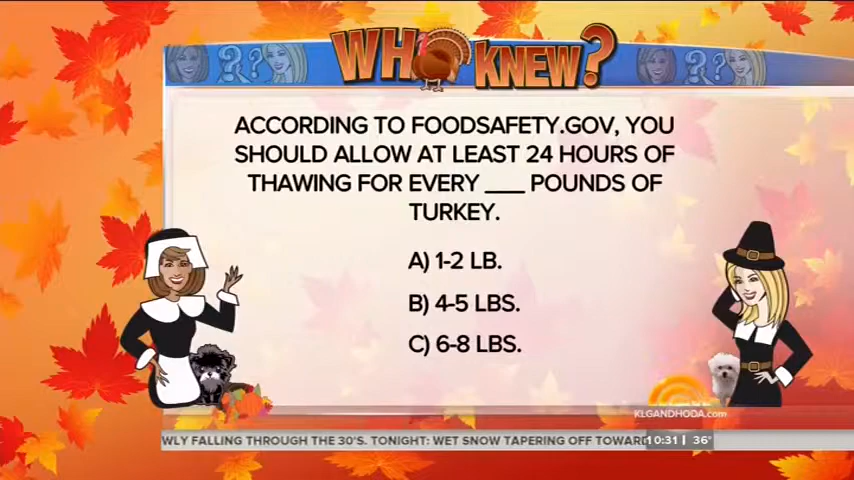 WHO KNEW?
ACCORDING TO FOODSAFETY.GOV, YOU
SHOULD ALLOW AT LEAST 24 HOURS OF
THAWING FOR EVERY ___ POUNDS OF
TURKEY.
A) 1-2 LB.
B) 4-5 LBS.
C) 6-8 LBS.
KLGANDHODA.com
WLY FALLING THROUGH THE 30'S. TONIGHT: WET SNOW TAPERING OFF TOWARD 10:31 36°